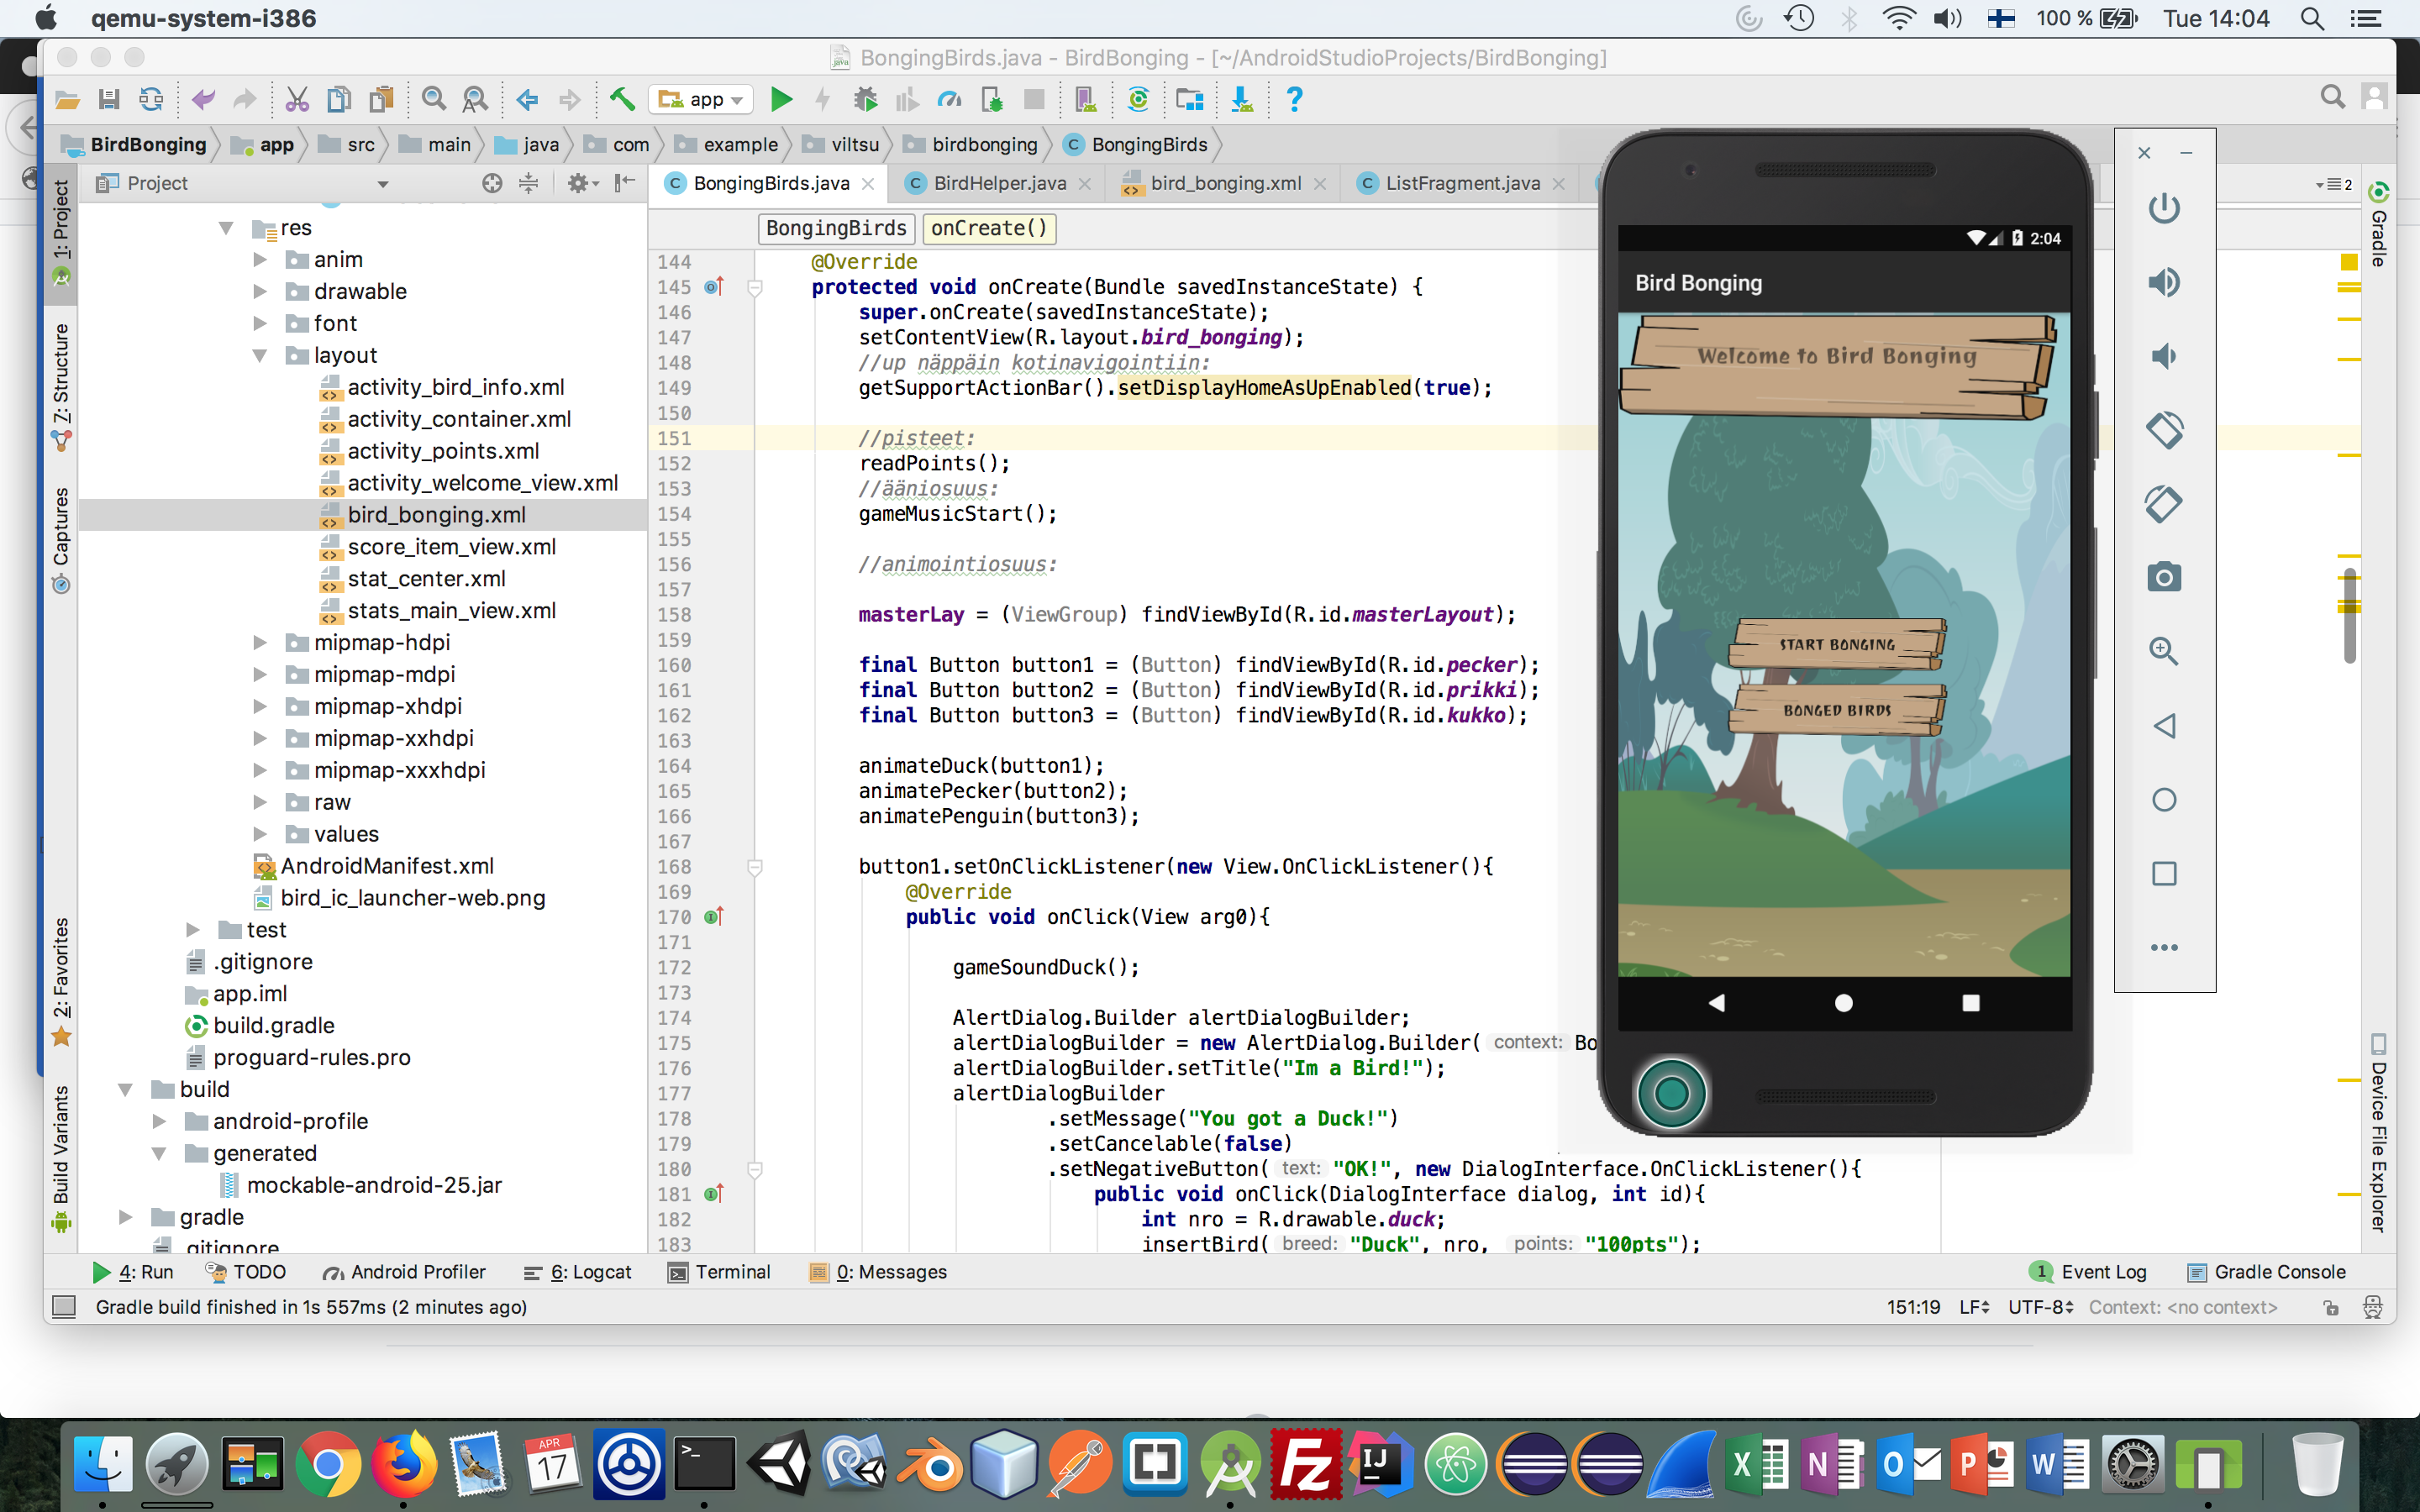 qemu-system-i386
100 %
Tue 14:04
BongingBirds.java - BirdBonging - [~/AndroidStudioProjects/BirdBonging]
app
BirdBonging
app
src
main
java
com
example
viltsu
birdbonging
BongingBirds
Project
BongingBirds.java
BirdHelper.java
bird_bonging.xml
ListFragment.java
2
BongingBirds
onCreate()
1: Project
Z: Structure
Captures
2: Favorites
Build Variants
res
anim
drawable
font
layout
activity_bird_info.xml
activity_container.xml
activity_points.xml
activity_welcome_view.xml
bird_bonging.xml
score_item_view.xml
stat_center.xml
stats_main_view.xml
mipmap-hdpi
mipmap-mdpi
mipmap-xhdpi
mipmap-xxhdpi
mipmap-xxxhdpi
raw
values
AndroidManifest.xml
bird_ic_launcher-web.png
test
.gitignore
app.iml
build.gradle
proguard-rules.pro
build
android-profile
generated
mockable-android-25.jar
gradle
.gitignore
144 @Override
145 protected void onCreate(Bundle savedInstanceState) {
146 super.onCreate(savedInstanceState);
147 setContentView(R.layout.bird_bonging);
148 //up näppäin kotinavigointiin:
149 getSupportActionBar().setDisplayHomeAsUpEnabled(true);
150
151 //pisteet:
152 readPoints();
153 //ääniosuus:
154 gameMusicStart();
155
156 //animointiosuus:
157
158 masterLay = (ViewGroup) findViewById(R.id.masterLayout);
159
160 final Button button1 = (Button) findViewById(R.id.pecker);
161 final Button button2 = (Button) findViewById(R.id.prikki);
162 final Button button3 = (Button) findViewById(R.id.kukko);
163
164 animateDuck(button1);
165 animatePecker(button2);
166 animatePenguin(button3);
167
168 button1.setOnClickListener(new View.OnClickListener(){
169 @Override
170 public void onClick(View arg0){
171
172 gameSoundDuck();
173
174 AlertDialog.Builder alertDialogBuilder;
175 alertDialogBuilder = new AlertDialog.Builder( context: Bo
176 alertDialogBuilder.setTitle("Im a Bird!");
177 alertDialogBuilder
178 .setMessage("You got a Duck!")
179 .setCancelable(false)
180 .setNegativeButton( text: "OK!", new DialogInterface.OnClickListener(){
181 public void onClick(DialogInterface dialog, int id){
182 int nro = R.drawable.duck;
183 insertBird( breed: "Duck", nro, points: "100pts");
2:04
Bird Bonging
Welcome to Bird Bonging
START BONGING
BONGED BIRDS
Gradle
Device File Explorer
4: Run
TODO
Android Profiler
6: Logcat
Terminal
0: Messages
1 Event Log
Gradle Console
Gradle build finished in 1s 557ms (2 minutes ago)
151:19
LF
UTF-8
Context: <no context>
APR
17
>_
Fz
IJ
X
N
O
P
W